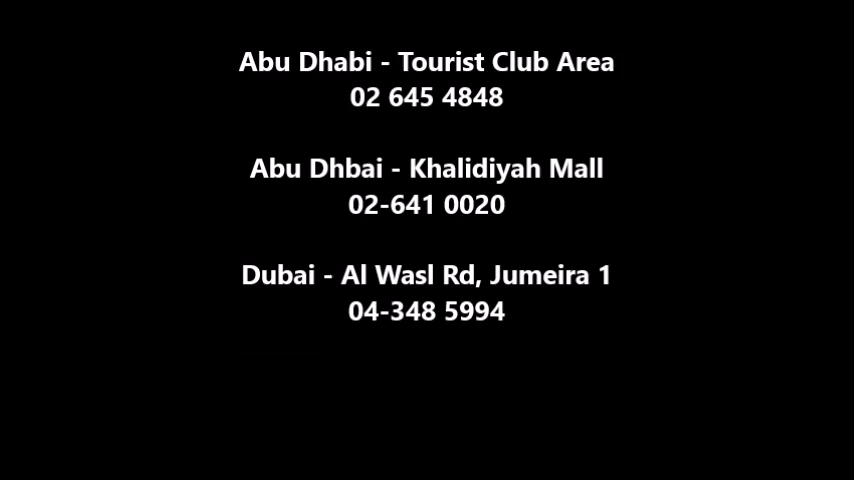 Abu Dhabi - Tourist Club Area
02 645 4848
Abu Dhbai - Khalidiyah Mall
02-641 0020
Dubai - Al Wasl Rd, Jumeira 1
04-348 5994